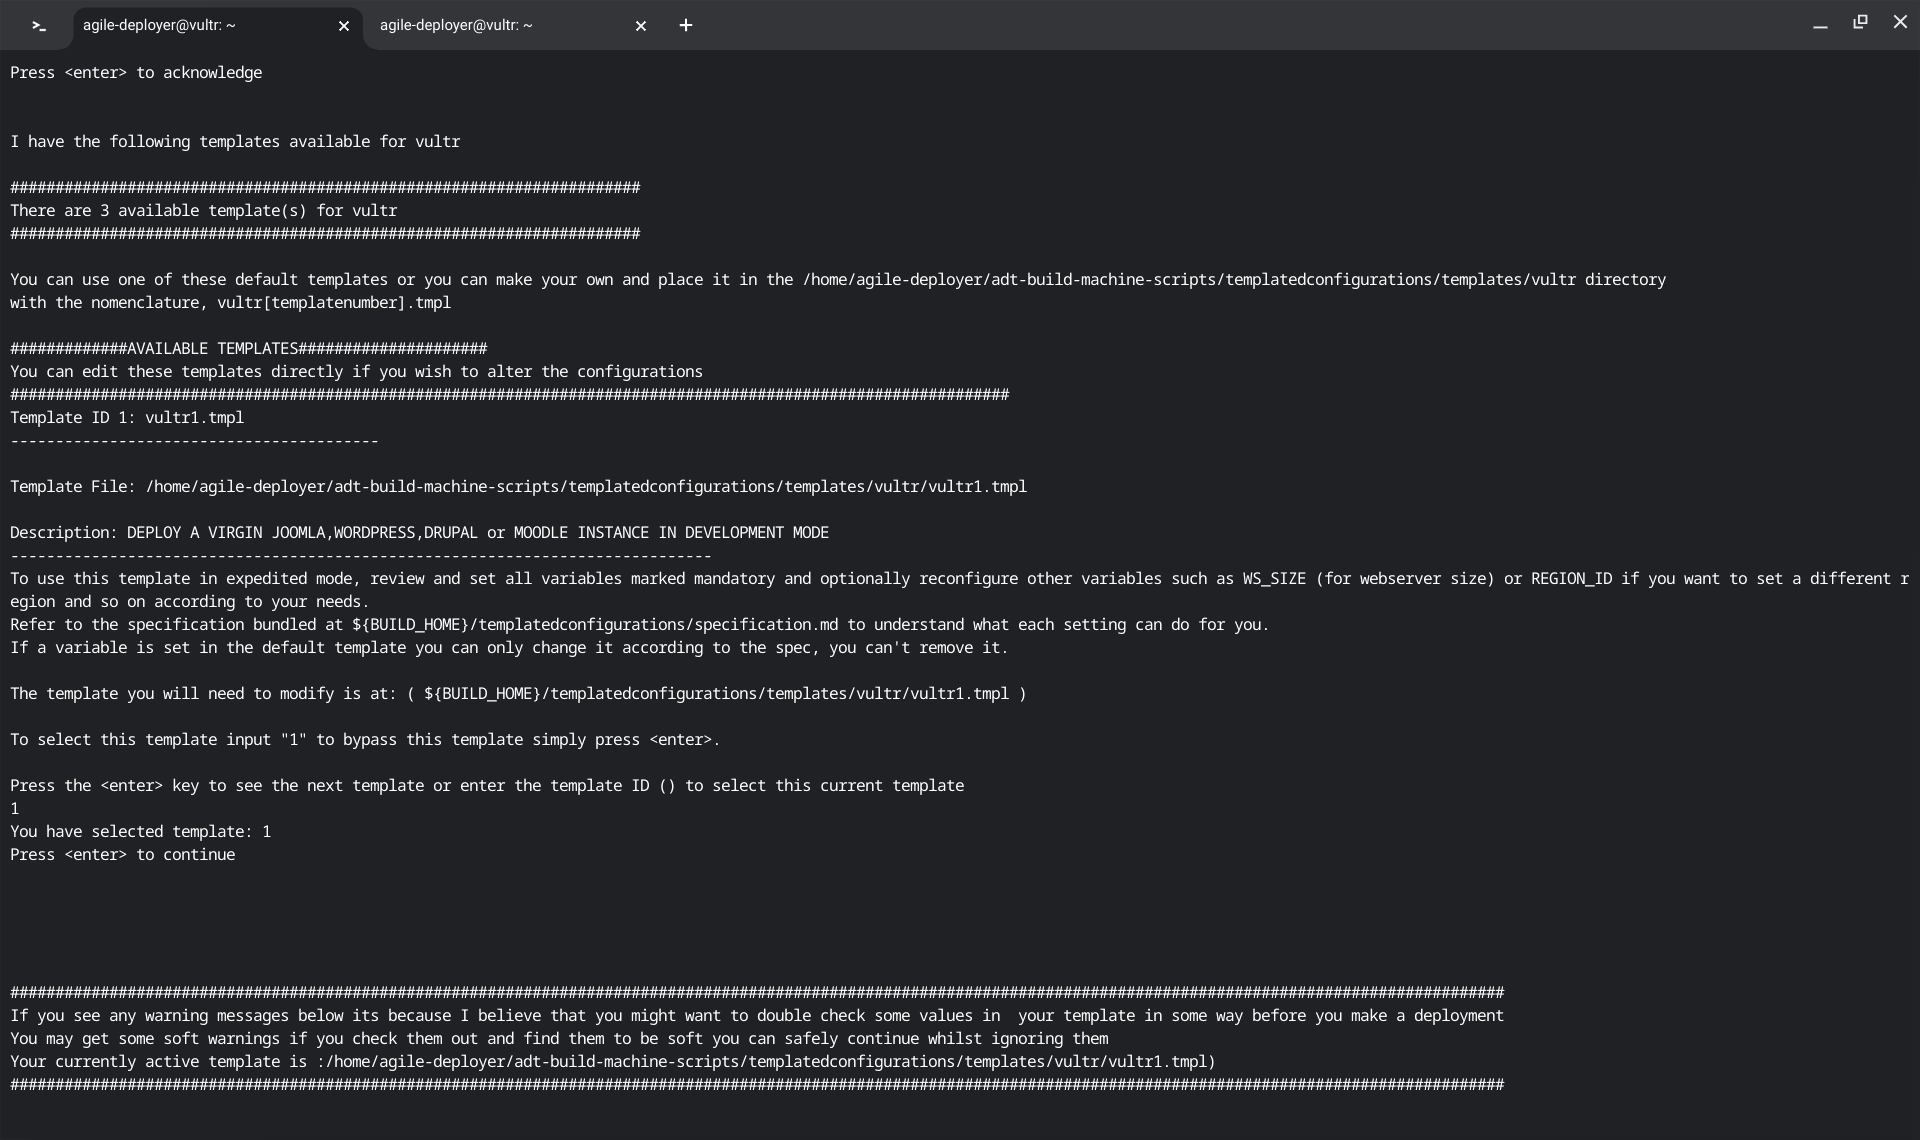 agile-deployer@vultr: ~
agile-deployer@vultr: ~
Press <enter> to acknowledge
I have the following templates available for vultr
######################################################################
There are 3 available template(s) for vultr
######################################################################
You can use one of these default templates or you can make your own and place it in the /home/agile-deployer/adt-build-machine-scripts/templatedconfigurations/templates/vultr directory
with the nomenclature, vultr[templatenumber].tmpl
#############AVAILABLE TEMPLATES#####################
You can edit these templates directly if you wish to alter the configurations
###############################################################################################################
Template ID 1: vultr1.tmpl
-----------------------------------------
Template File: /home/agile-deployer/adt-build-machine-scripts/templatedconfigurations/templates/vultr/vultr1.tmpl
Description: DEPLOY A VIRGIN JOOMLA,WORDPRESS,DRUPAL or MOODLE INSTANCE IN DEVELOPMENT MODE
------------------------------------------------------------------------------
To use this template in expedited mode, review and set all variables marked mandatory and optionally reconfigure other variables such as WS_SIZE (for webserver size) or REGION_ID if you want to set a different r
egion and so on according to your needs.
Refer to the specification bundled at ${BUILD_HOME}/templatedconfigurations/specification.md to understand what each setting can do for you.
If a variable is set in the default template you can only change it according to the spec, you can't remove it.
The template you will need to modify is at: ( ${BUILD_HOME}/templatedconfigurations/templates/vultr/vultr1.tmpl )
To select this template input "1" to bypass this template simply press <enter>.
Press the <enter> key to see the next template or enter the template ID () to select this current template
1
You have selected template: 1
Press <enter> to continue
######################################################################################################################################################################
If you see any warning messages below its because I believe that you might want to double check some values in  your template in some way before you make a deployment
You may get some soft warnings if you check them out and find them to be soft you can safely continue whilst ignoring them
Your currently active template is :/home/agile-deployer/adt-build-machine-scripts/templatedconfigurations/templates/vultr/vultr1.tmpl)
######################################################################################################################################################################